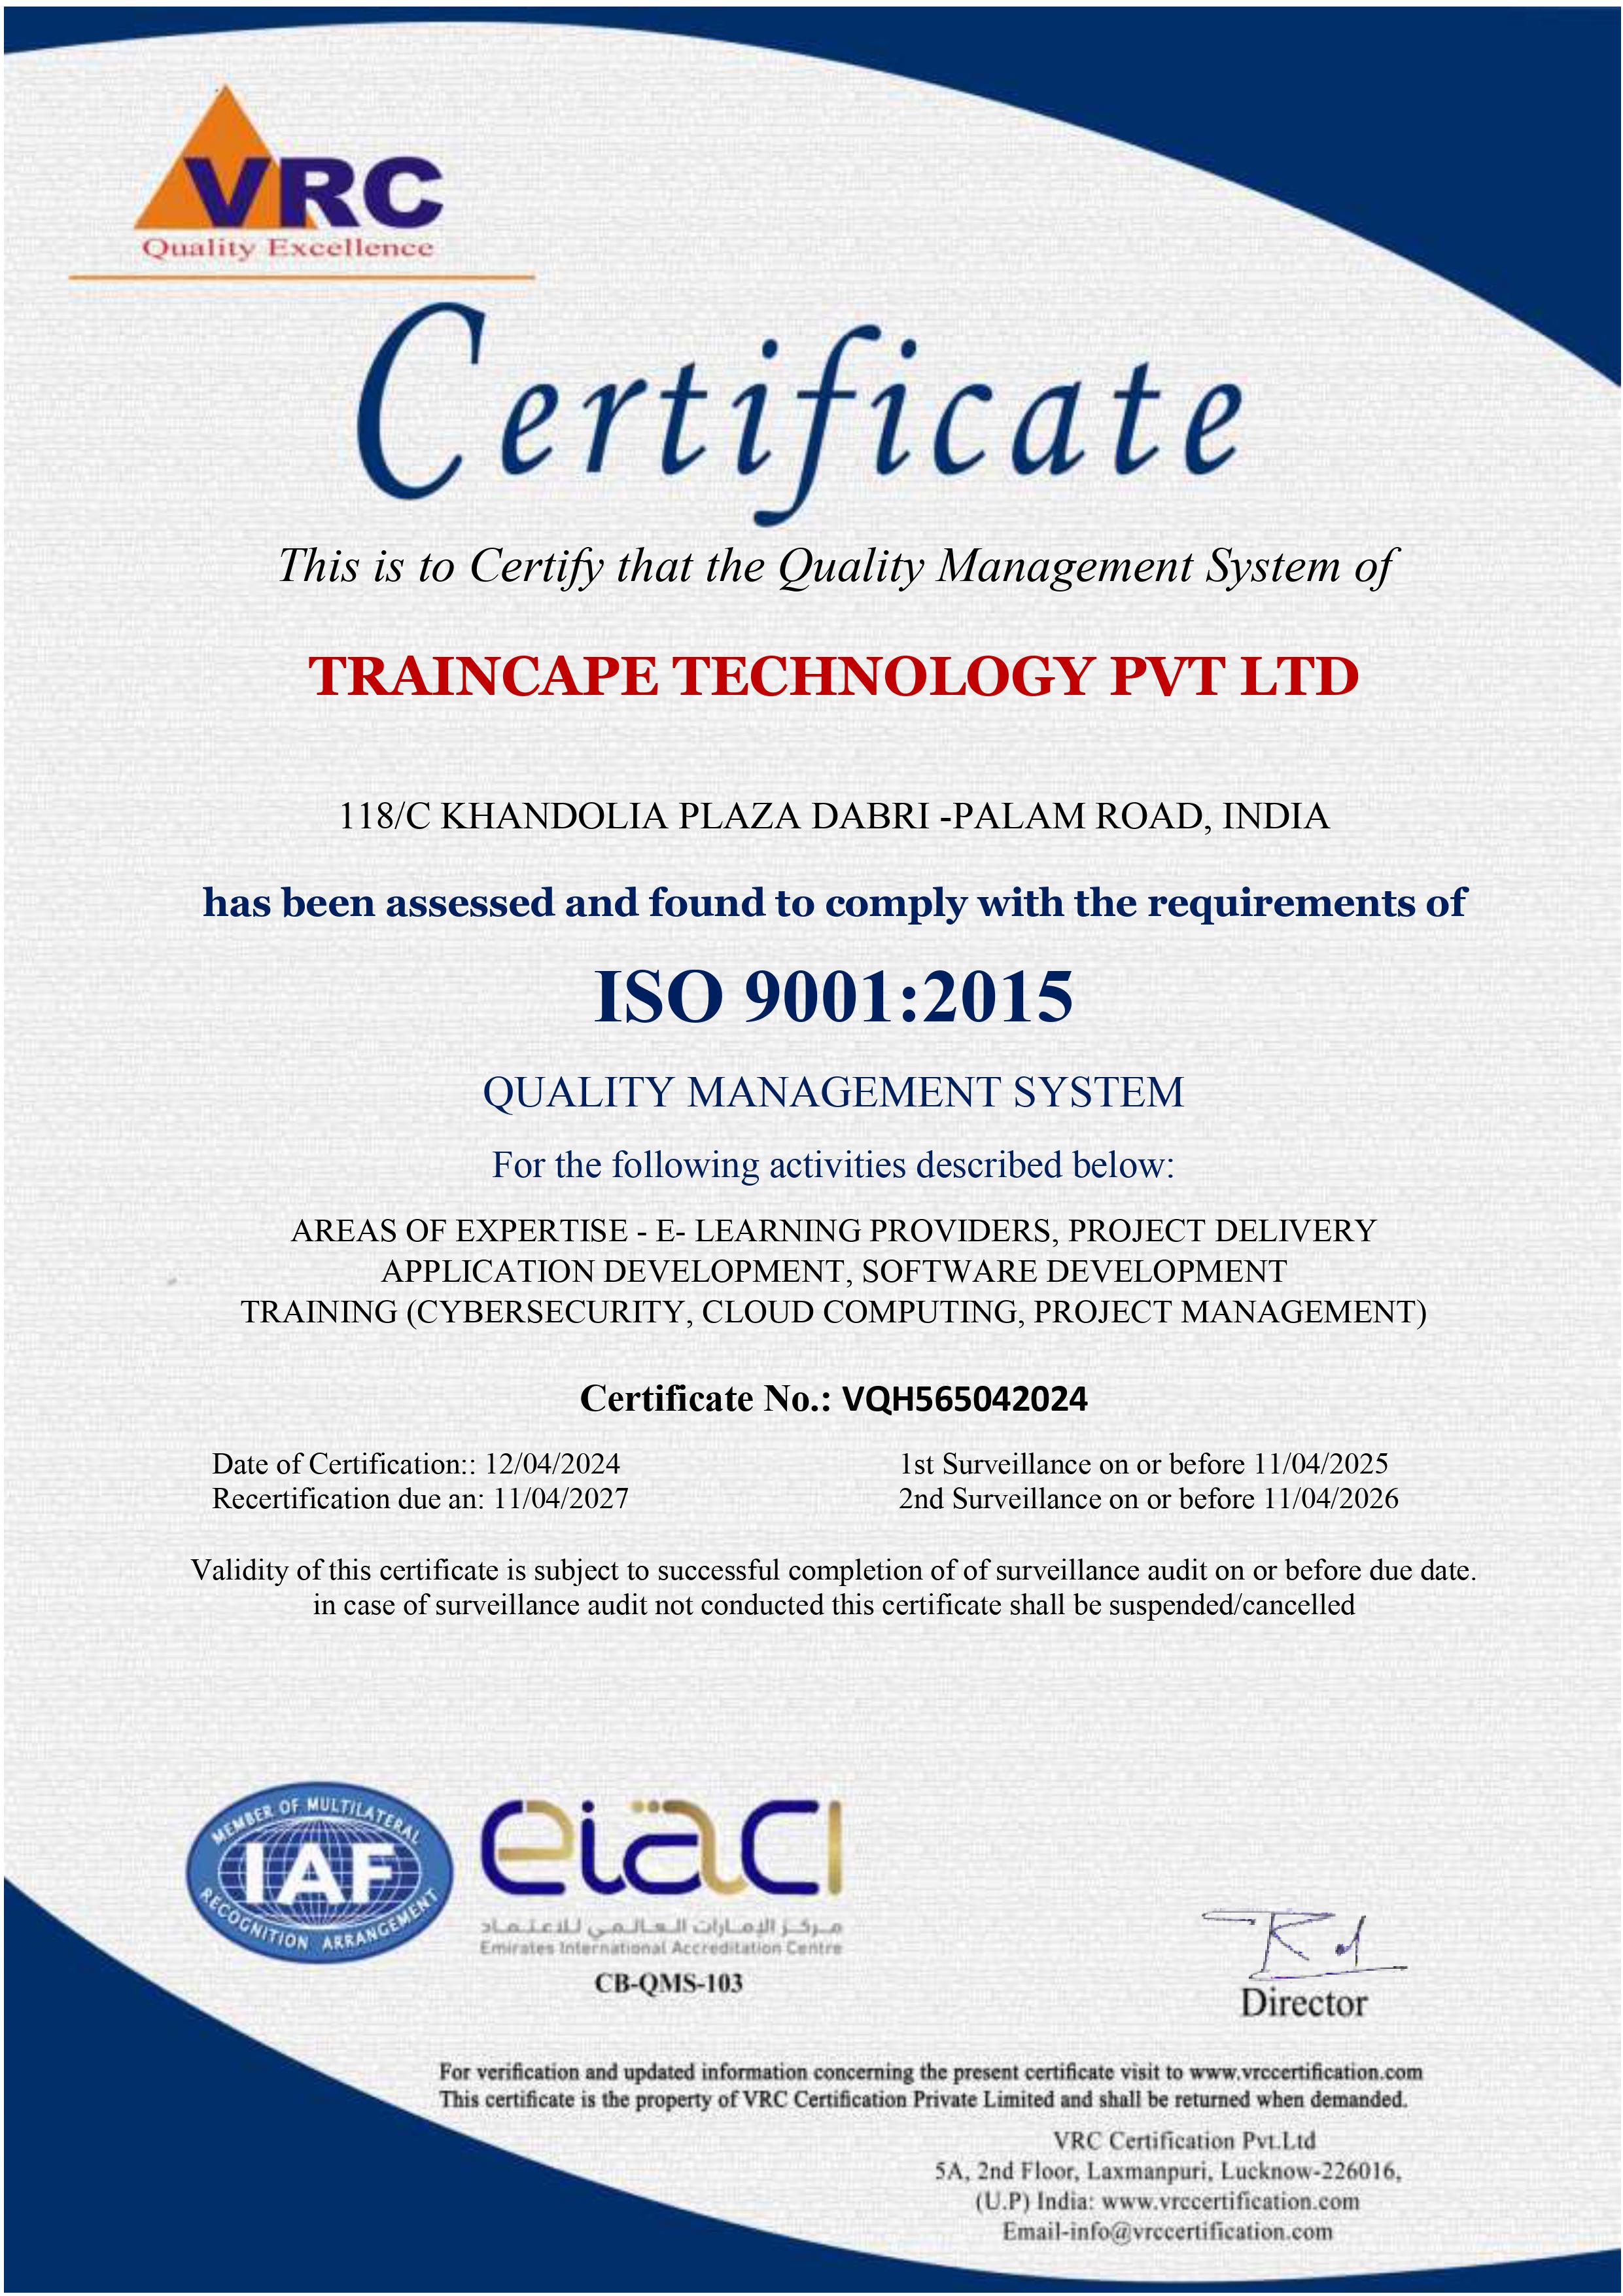 VRC
Quality Excellence
Certificate
This is to Certify that the Quality Management System of
TRAINCAPE TECHNOLOGY PVT LTD
118/C KHANDOLIA PLAZA DABRI -PALAM ROAD, INDIA
has been assessed and found to comply with the requirements of
ISO 9001:2015
QUALITY MANAGEMENT SYSTEM
For the following activities described below:
AREAS OF EXPERTISE - E- LEARNING PROVIDERS, PROJECT DELIVERY
APPLICATION DEVELOPMENT, SOFTWARE DEVELOPMENT
TRAINING (CYBERSECURITY, CLOUD COMPUTING, PROJECT MANAGEMENT)
Certificate No.: VQH565042024
Date of Certification:: 12/04/2024
1st Surveillance on or before 11/04/2025
Recertification due an: 11/04/2027
2nd Surveillance on or before 11/04/2026
Validity of this certificate is subject to successful completion of of surveillance audit on or before due date.
in case of surveillance audit not conducted this certificate shall be suspended/cancelled
MEMBER OF MULTILATERAL
IAF
RECOGNITION ARRANGEMENT
eiac
مركز الإمارات العالمي للاعتماد
Emirates International Accreditation Centre
CB-QMS-103
Director
For verification and updated information concerning the present certificate visit to www.vrccertification.com
This certificate is the property of VRC Certification Private Limited and shall be returned when demanded.
VRC Certification Pvt.Ltd
5A, 2nd Floor, Laxmanpuri, Lucknow-226016,
(U.P) India: www.vrccertification.com
Email-info@vrccertification.com